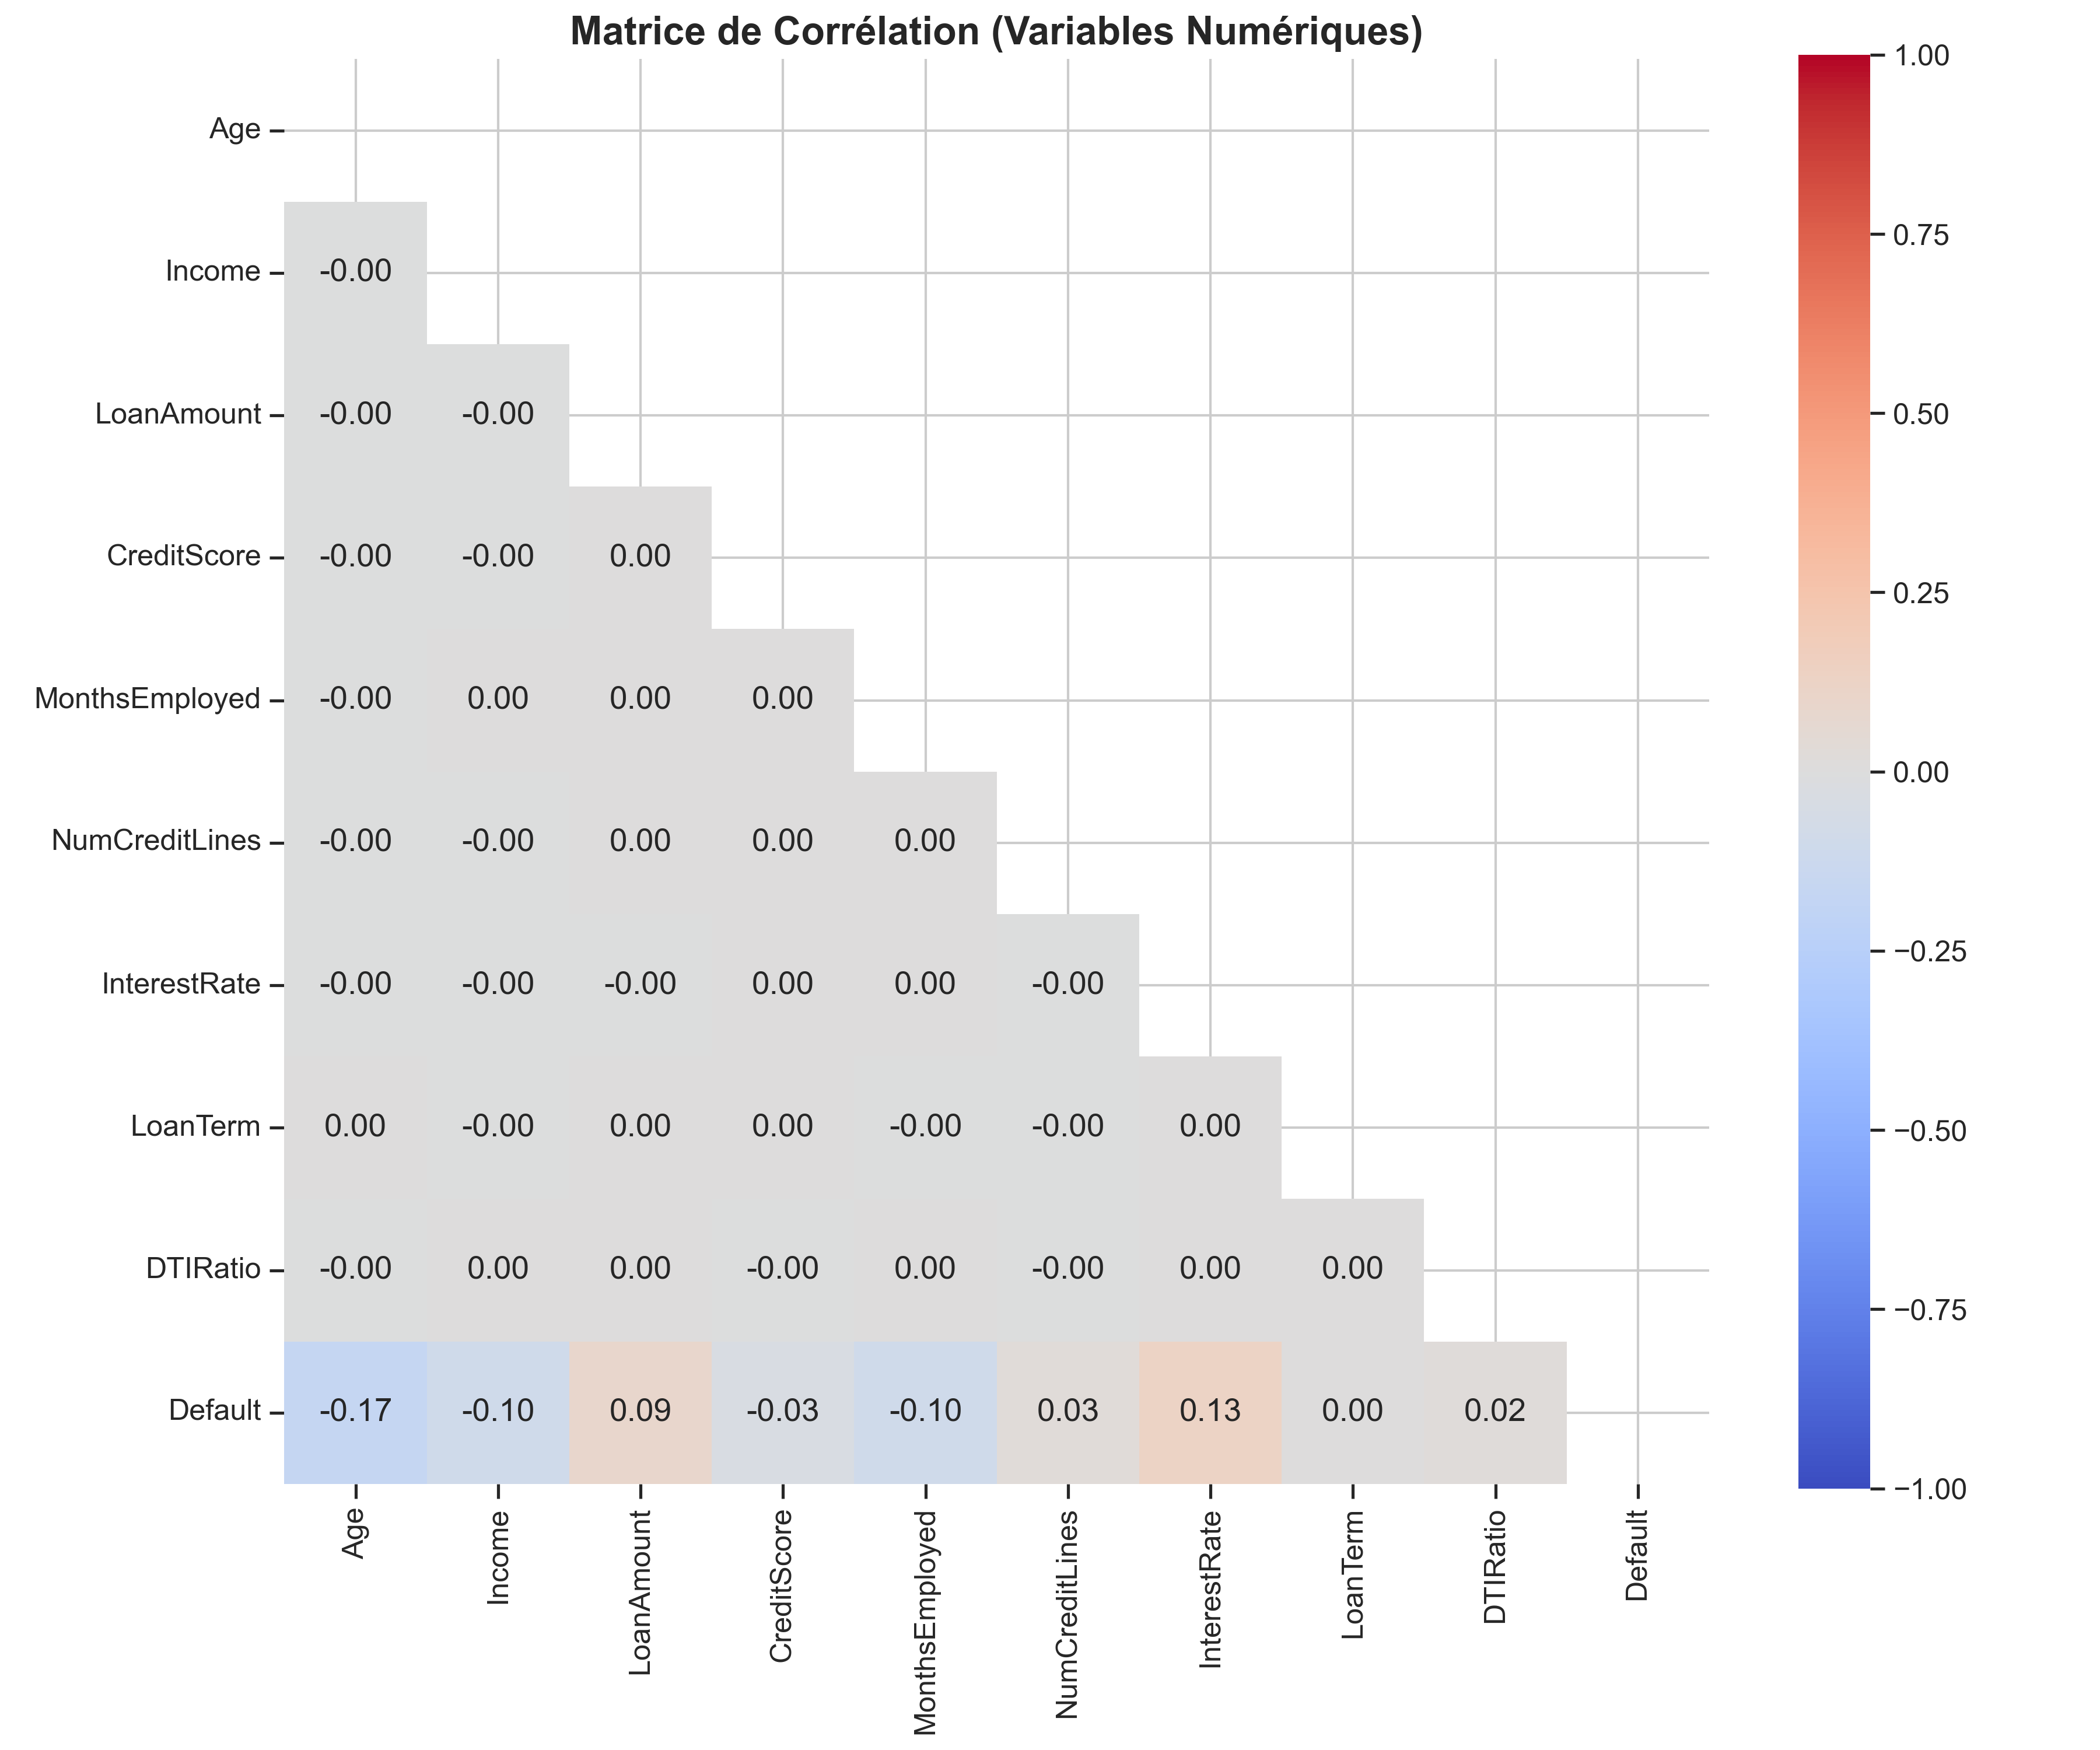 Matrice de Corrélation (Variables Numériques)
Age
Income -0.00
LoanAmount -0.00 -0.00
CreditScore -0.00 -0.00 0.00
MonthsEmployed -0.00 0.00 0.00 0.00
NumCreditLines -0.00 -0.00 0.00 0.00 0.00
InterestRate -0.00 -0.00 -0.00 0.00 0.00 -0.00
LoanTerm 0.00 -0.00 0.00 0.00 -0.00 -0.00 0.00
DTIRatio -0.00 0.00 0.00 -0.00 0.00 -0.00 0.00 0.00
Default -0.17 -0.10 0.09 -0.03 -0.10 0.03 0.13 0.00 0.02
Age
Income
LoanAmount
CreditScore
MonthsEmployed
NumCreditLines
InterestRate
LoanTerm
DTIRatio
Default
1.00
0.75
0.50
0.25
0.00
−0.25
−0.50
−0.75
−1.00